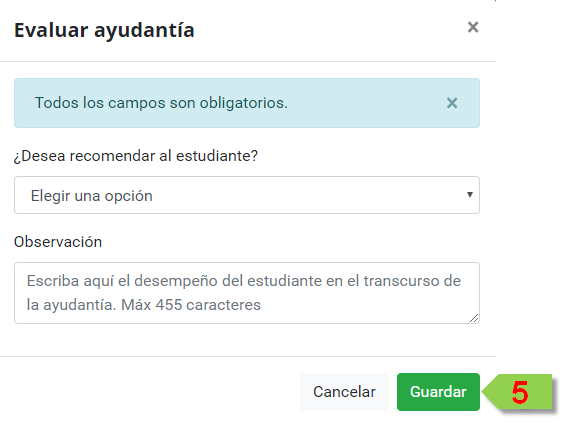 Evaluar ayudantía ×
Todos los campos son obligatorios. ×
¿Desea recomendar al estudiante?
Elegir una opción
Observación
Escriba aquí el desempeño del estudiante en el transcurso de
la ayudantía. Máx 455 caracteres
Cancelar Guardar 5